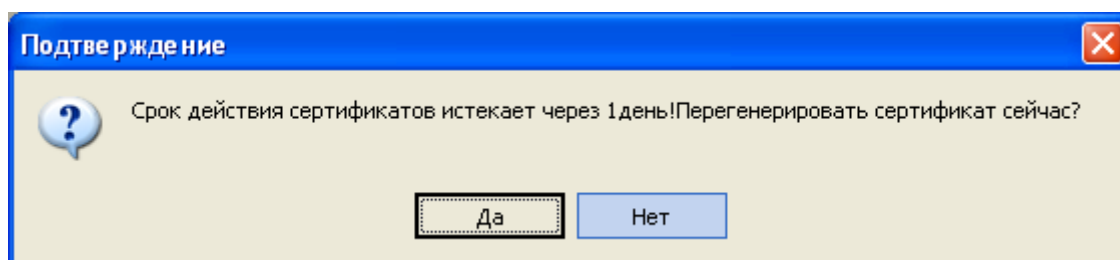 Подтверждение
Срок действия сертификатов истекает через 1день!Перегенерировать сертификат сейчас?
Да
Нет